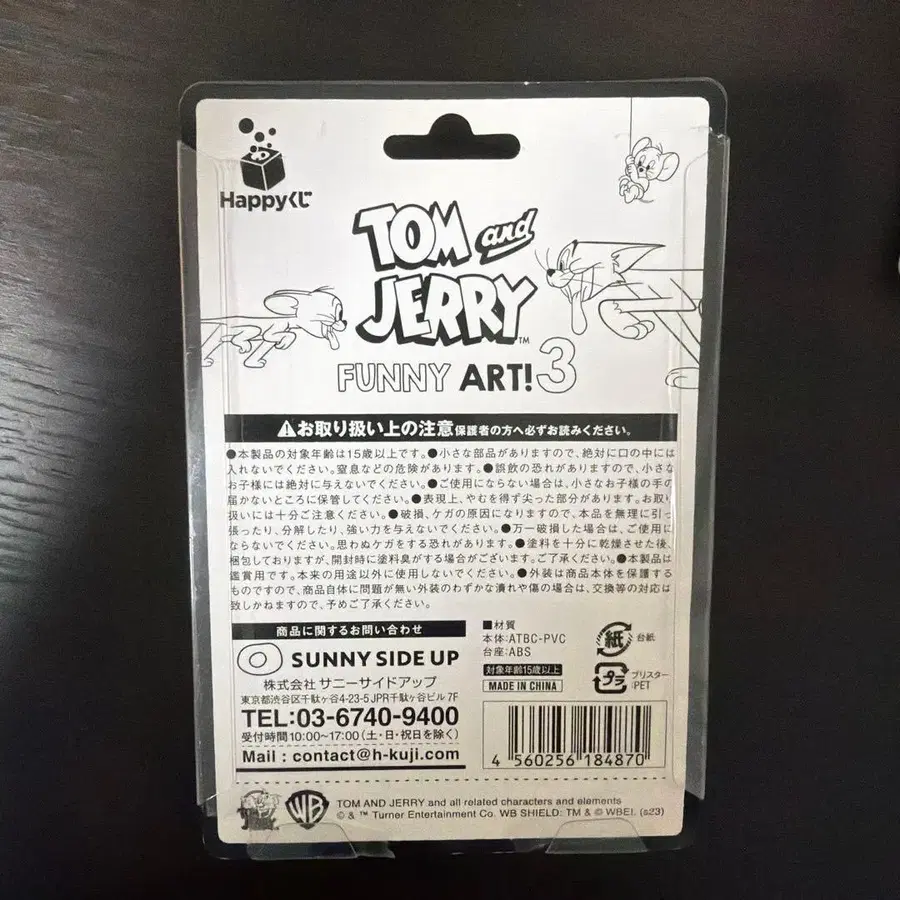 Happyくじ
TOM and
JERRY™
FUNNY ART! 3
お取り扱い上の注意 保護者の方へ必ずお読みください。
●本製品の対象年齢は15歳以上です。●小さな部品がありますので、絶対に口の中には
入れないでください。窒息などの危険があります。●誤飲の恐れがありますので、小さな
お子様には絶対に与えないでください。●ご使用にならない場合は、小さなお子様の手の
届かないところに保管してください。●表現上、やむを得ず尖った部分があります。お取り
扱いには十分ご注意ください。●破損、ケガの原因になりますので、本品を無理に引っ
張ったり、分解したり、強い力を与えないでください。●万一破損した場合は、ご使用に
ならないでください。思わぬケガをする恐れがあります。●塗料を十分に乾燥させた後、
梱包しておりますが、開封時に塗料臭がする場合がございます。ご了承ください。●本製品は
鑑賞用です。本来の用途以外に使用しないでください。●外装は商品本体を保護する
ものですので、商品自体に問題が無い外装のわずかな潰れや傷の場合は、交換等の対応は
致しかねますので、予めご了承ください。
商品に関するお問い合わせ
SUNNY SIDE UP
株式会社 サニーサイドアップ
東京都渋谷区千駄ヶ谷4-23-5 JPR千駄ヶ谷ビル 7F
TEL:03-6740-9400
受付時間10:00~17:00(土・日・祝日を除く)
Mail : contact@h-kuji.com
■材質
本体:ATBC-PVC
台座:ABS
対象年齢15歳以上
MADE IN CHINA
紙 台紙
プラ ブリスター
:PET
4 560256 184870
TOM and JERRY
WB
TOM AND JERRY and all related characters and elements
© & ™ Turner Entertainment Co. WB SHIELD: TM & © WBEI. (s23)